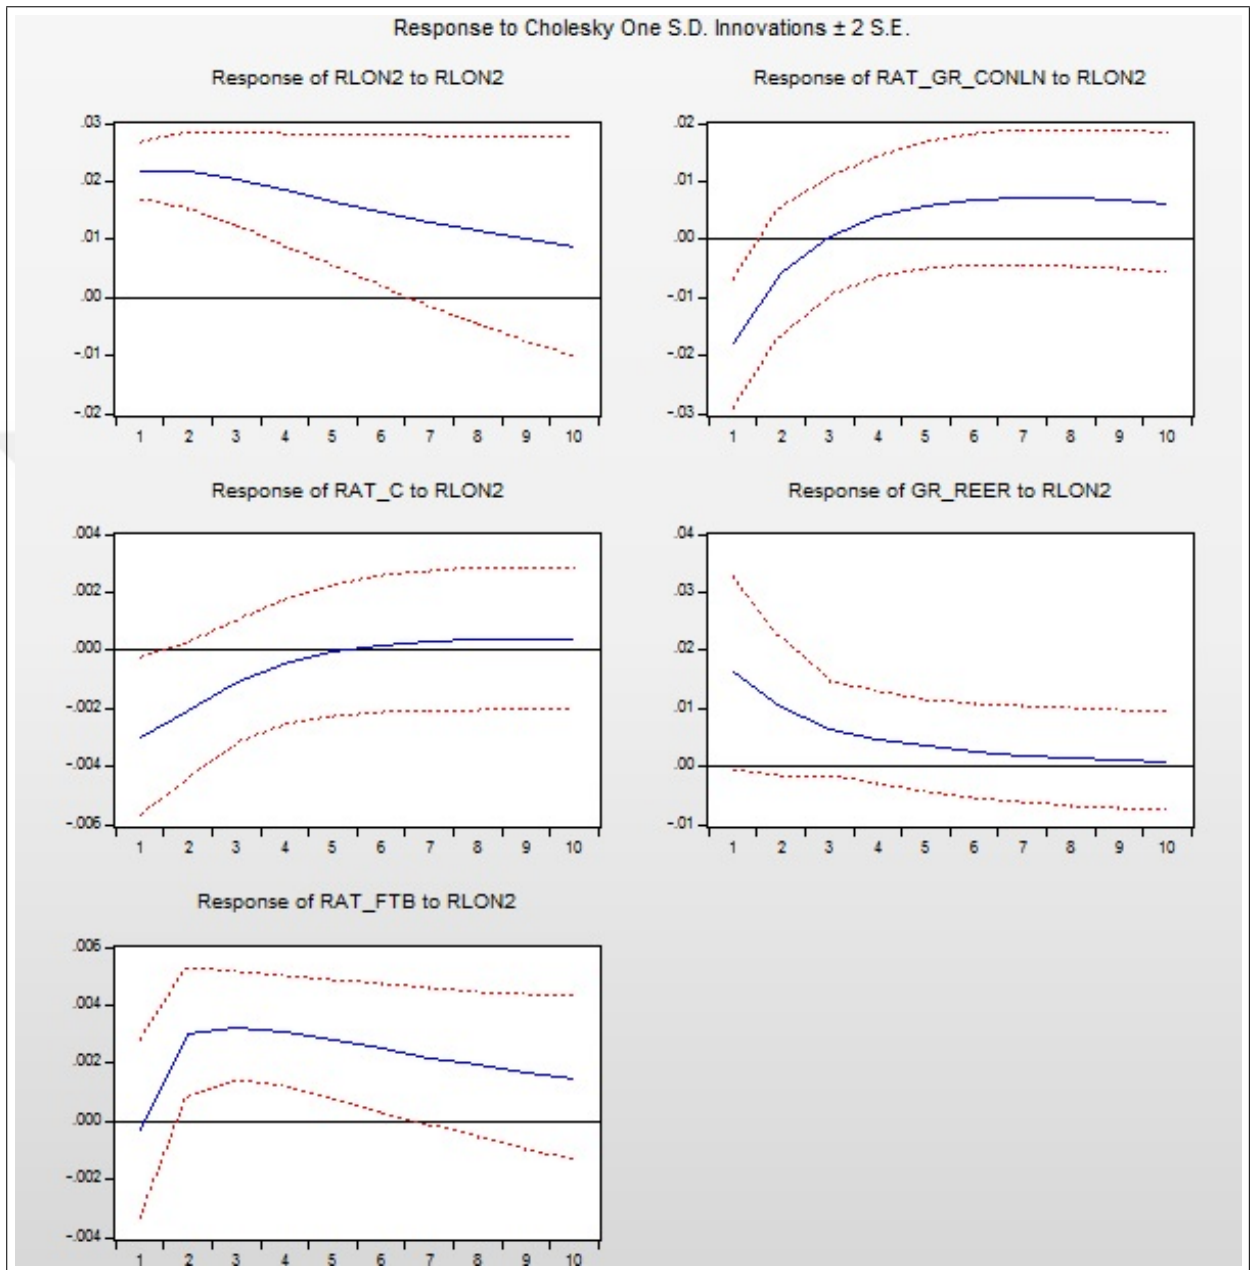 Response to Cholesky One S.D. Innovations ± 2 S.E.
Response of RLON2 to RLON2
.03
.02
.01
.00
-.01
-.02
1 2 3 4 5 6 7 8 9 10
Response of RAT_GR_CONLN to RLON2
.02
.01
.00
-.01
-.02
-.03
1 2 3 4 5 6 7 8 9 10
Response of RAT_C to RLON2
.004
.002
.000
-.002
-.004
-.006
1 2 3 4 5 6 7 8 9 10
Response of GR_REER to RLON2
.04
.03
.02
.01
.00
-.01
1 2 3 4 5 6 7 8 9 10
Response of RAT_FTB to RLON2
.006
.004
.002
.000
-.002
-.004
1 2 3 4 5 6 7 8 9 10